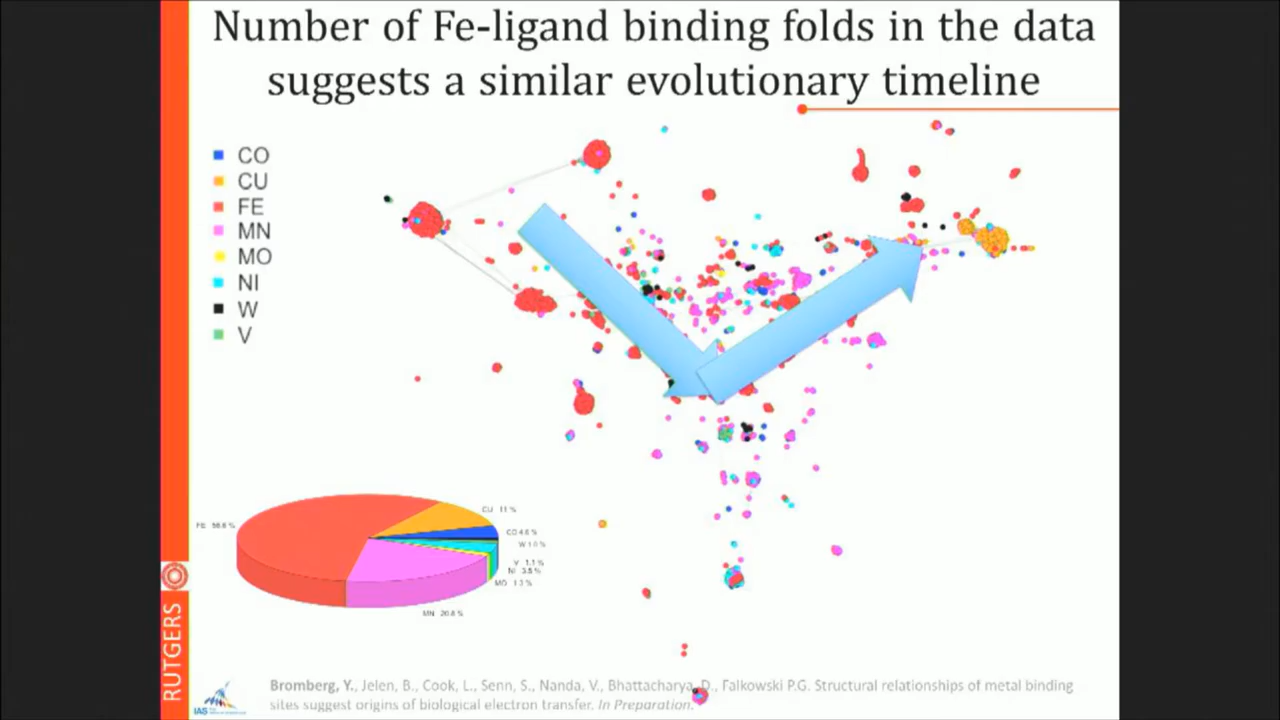 Number of Fe-ligand binding folds in the data
suggests a similar evolutionary timeline
CO
CU
FE
MN
MO
NI
W
V
CU 11 %
FE 56.6 %
CO 4.6 %
W
V 1.1 %
NI 3.5 %
MO 1.3 %
MN 20.8 %
RUTGERS
IAS
Bromberg, Y., Jelen, B., Cook, L., Senn, S., Nanda, V., Bhattacharya, D., Falkowski P.G. Structural relationships of metal binding
sites suggest origins of biological electron transfer. In Preparation.